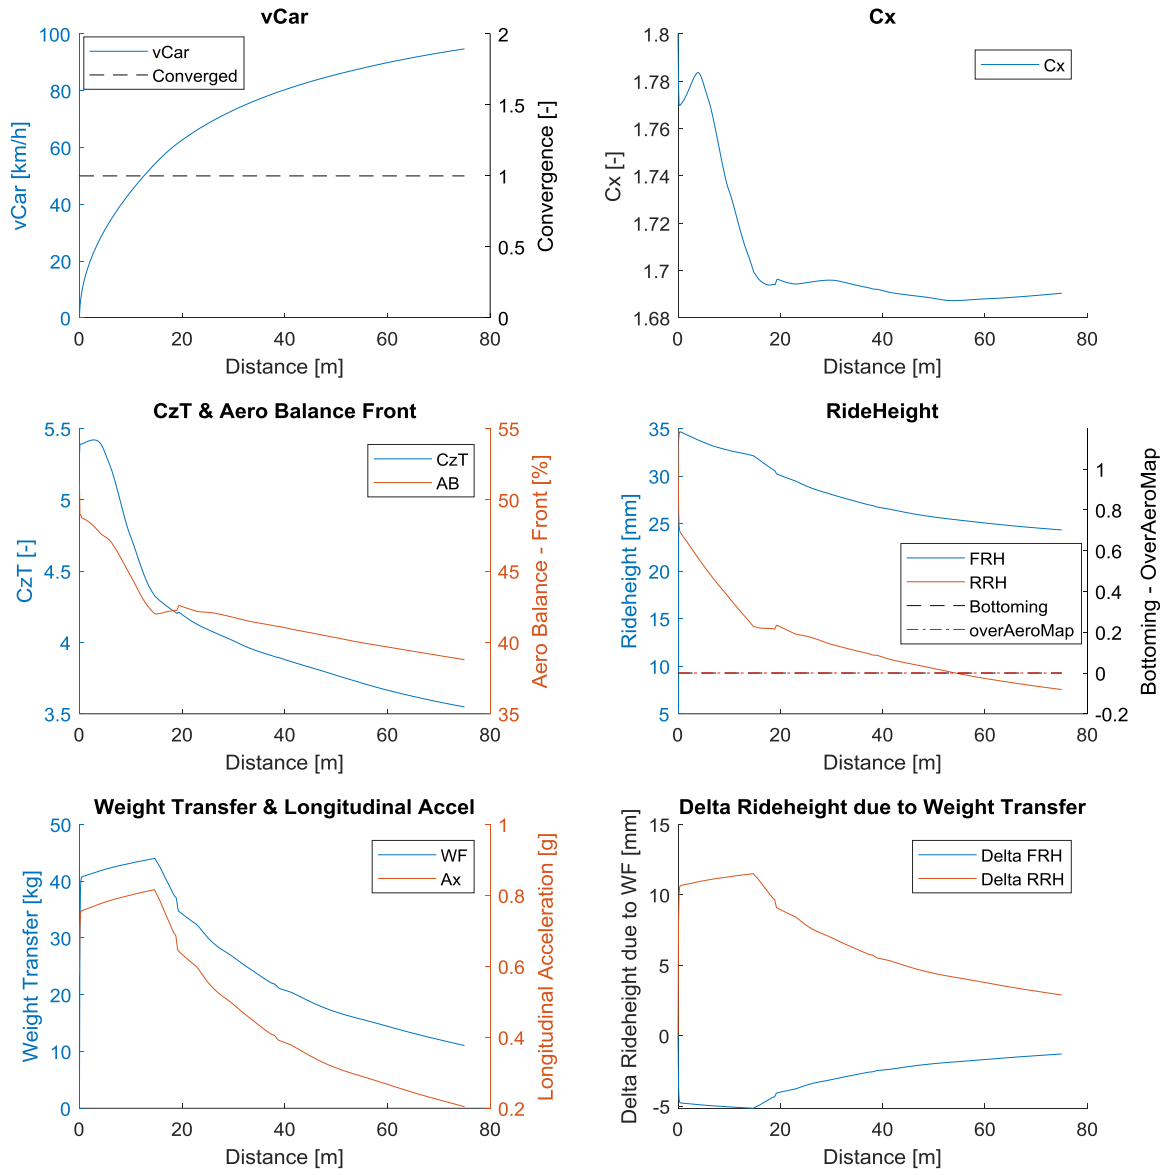 vCar
vCar [km/h]
100
80
60
40
20
0
2
1.5
1
0.5
0
Convergence [-]
vCar
Converged
0 20 40 60 80
Distance [m]
Cx
Cx [-]
1.8
1.78
1.76
1.74
1.72
1.7
1.68
Cx
0 20 40 60 80
Distance [m]
CzT & Aero Balance Front
CzT [-]
5.5
5
4.5
4
3.5
55
50
45
40
35
Aero Balance - Front [%]
CzT
AB
0 20 40 60 80
Distance [m]
RideHeight
Rideheight [mm]
35
30
25
20
15
10
5
1
0.8
0.6
0.4
0.2
0
-0.2
Bottoming - OverAeroMap
FRH
RRH
Bottoming
overAeroMap
0 20 40 60 80
Distance [m]
Weight Transfer & Longitudinal Accel
Weight Transfer [kg]
50
40
30
20
10
0
1
0.8
0.6
0.4
0.2
Longitudinal Acceleration [g]
WF
Ax
0 20 40 60 80
Distance [m]
Delta Rideheight due to Weight Transfer
Delta Rideheight due to WF [mm]
15
10
5
0
-5
Delta FRH
Delta RRH
0 20 40 60 80
Distance [m]